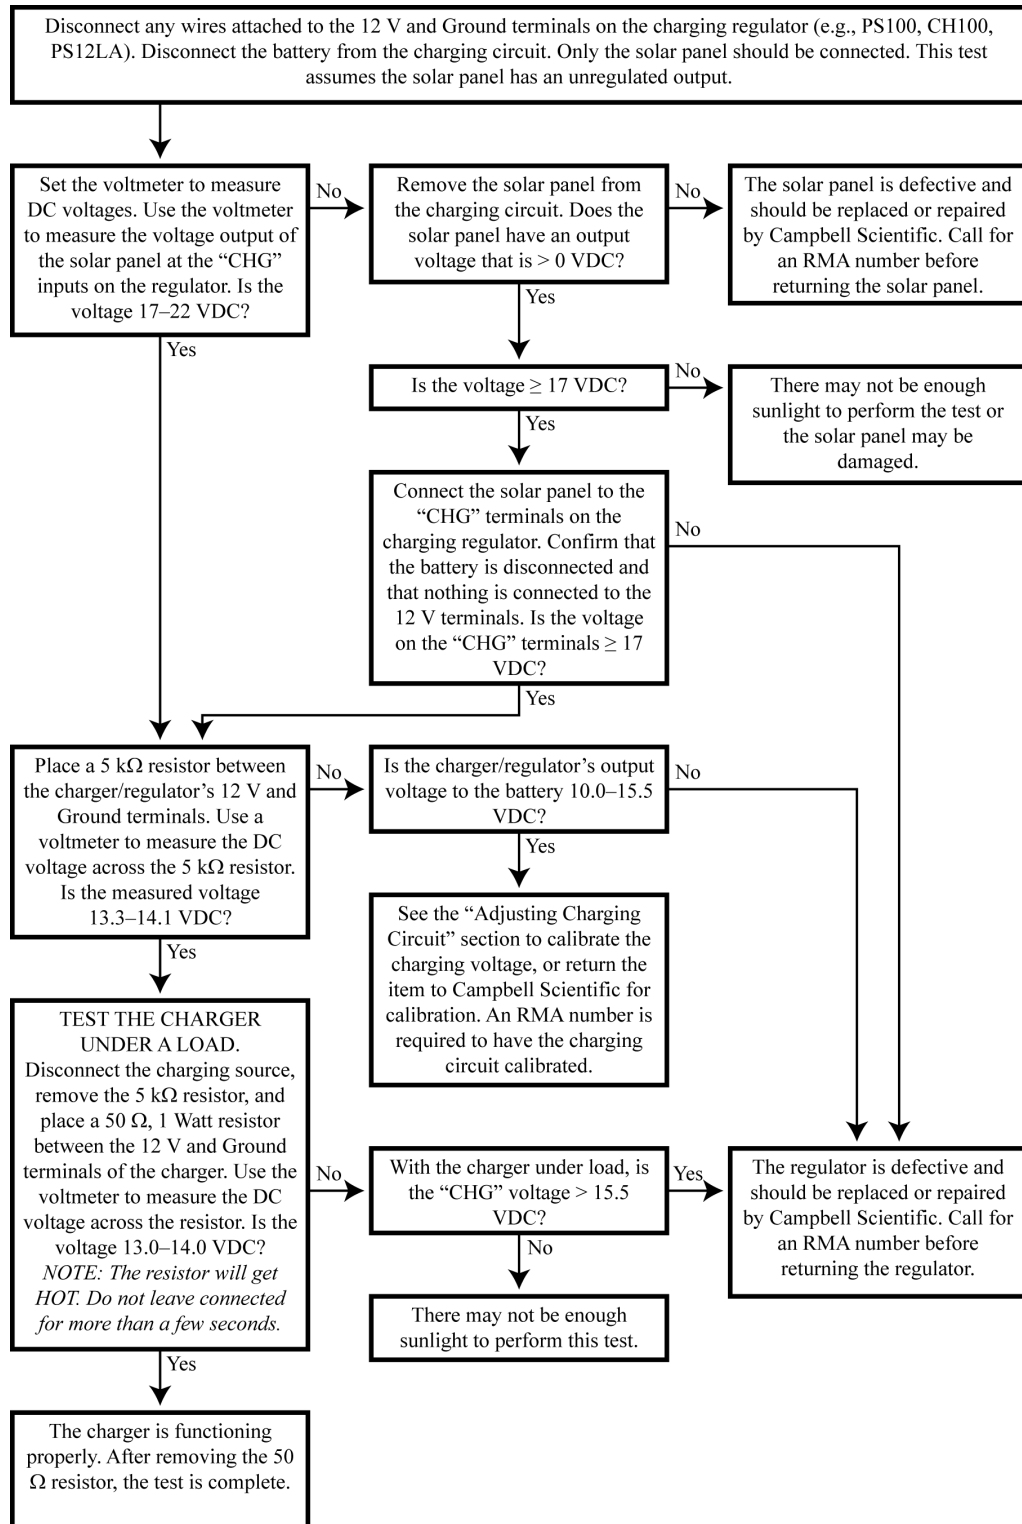 Disconnect any wires attached to the 12 V and Ground terminals on the charging regulator (e.g., PS100, CH100,
PS12LA). Disconnect the battery from the charging circuit. Only the solar panel should be connected. This test
assumes the solar panel has an unregulated output.
Set the voltmeter to measure
DC voltages. Use the voltmeter
to measure the voltage output of
the solar panel at the “CHG”
inputs on the regulator. Is the
voltage 17–22 VDC?
No
Remove the solar panel from
the charging circuit. Does the
solar panel have an output
voltage that is > 0 VDC?
No
The solar panel is defective and
should be replaced or repaired
by Campbell Scientific. Call for
an RMA number before
returning the solar panel.
Yes
Yes
Is the voltage ≥ 17 VDC?
No
There may not be enough
sunlight to perform the test or
the solar panel may be
damaged.
Yes
Connect the solar panel to the
“CHG” terminals on the
charging regulator. Confirm that
the battery is disconnected and
that nothing is connected to the
12 V terminals. Is the voltage
on the “CHG” terminals ≥ 17
VDC?
No
Yes
Place a 5 kΩ resistor between
the charger/regulator’s 12 V and
Ground terminals. Use a
voltmeter to measure the DC
voltage across the 5 kΩ resistor.
Is the measured voltage
13.3–14.1 VDC?
No
Is the charger/regulator’s output
voltage to the battery 10.0–15.5
VDC?
No
Yes
See the “Adjusting Charging
Circuit” section to calibrate the
charging voltage, or return the
item to Campbell Scientific for
calibration. An RMA number is
required to have the charging
circuit calibrated.
Yes
TEST THE CHARGER
UNDER A LOAD.
Disconnect the charging source,
remove the 5 kΩ resistor, and
place a 50 Ω, 1 Watt resistor
between the 12 V and Ground
terminals of the charger. Use the
voltmeter to measure the DC
voltage across the resistor. Is the
voltage 13.0–14.0 VDC?
NOTE: The resistor will get
HOT. Do not leave connected
for more than a few seconds.
No
With the charger under load, is
the “CHG” voltage > 15.5
VDC?
Yes
The regulator is defective and
should be replaced or repaired
by Campbell Scientific. Call for
an RMA number before
returning the regulator.
No
There may not be enough
sunlight to perform this test.
Yes
The charger is functioning
properly. After removing the 50
Ω resistor, the test is complete.